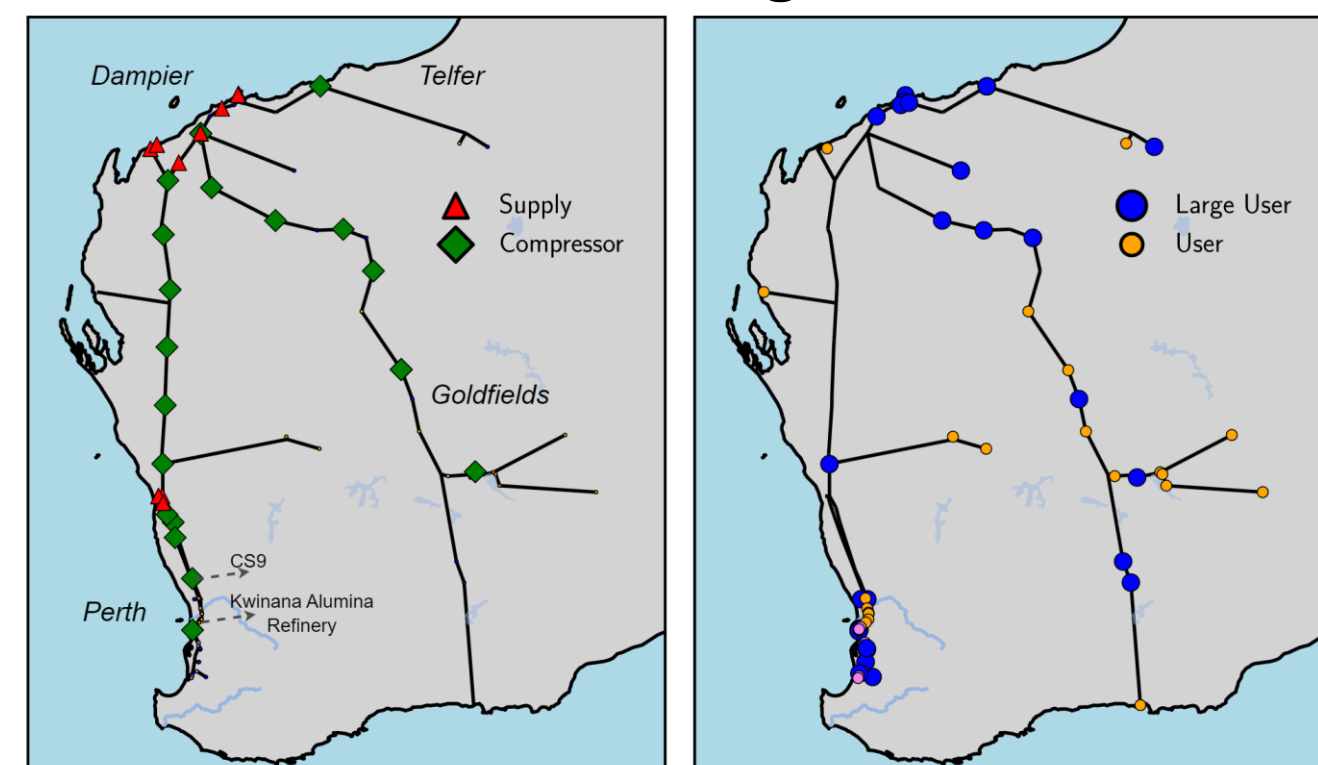 Dampier
Telfer
Supply
Compressor
Goldfields
CS9
Kwinana Alumina
Refinery
Perth
Large User
User